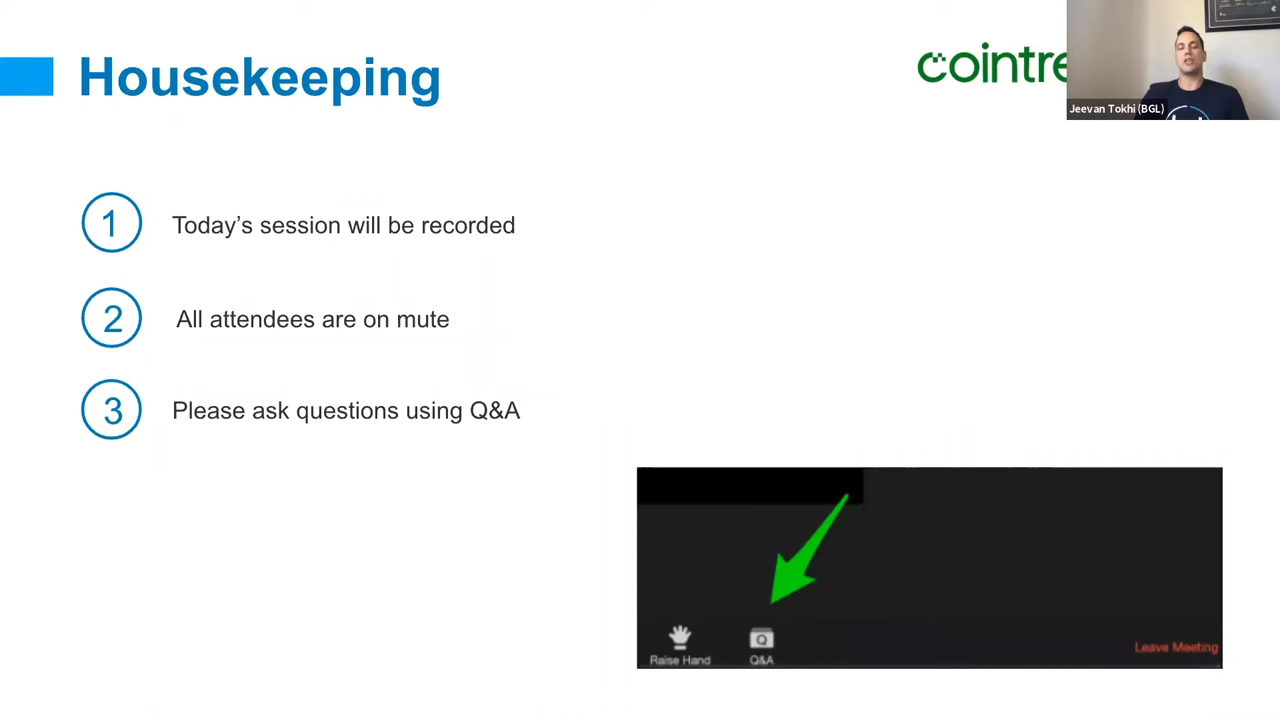 Housekeeping
cointre
Jeevan Tokhi (BGL)
1 Today’s session will be recorded
2 All attendees are on mute
3 Please ask questions using Q&A
Q
Raise Hand Q&A Leave Meeting